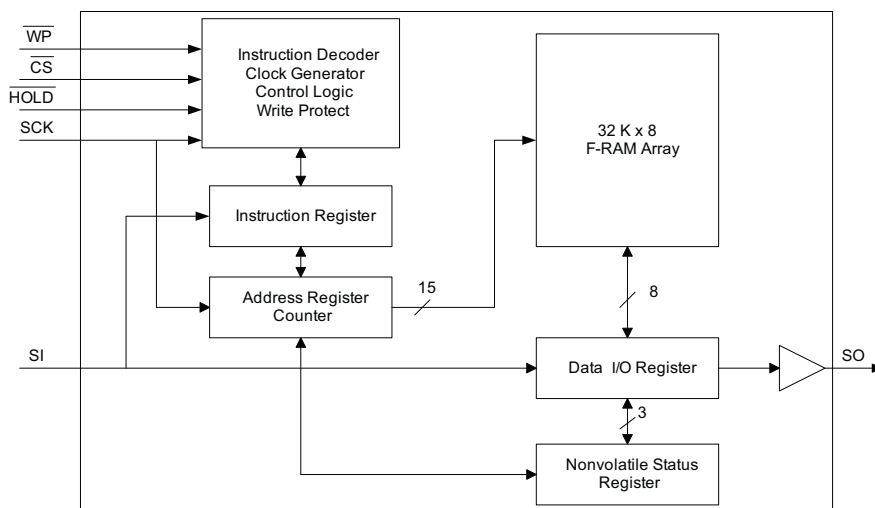 WP
CS
HOLD
SCK
Instruction Decoder
Clock Generator
Control Logic
Write Protect
32 K x 8
F-RAM Array
Instruction Register
Address Register
Counter
15
8
SI
Data I/O Register
SO
3
Nonvolatile Status
Register